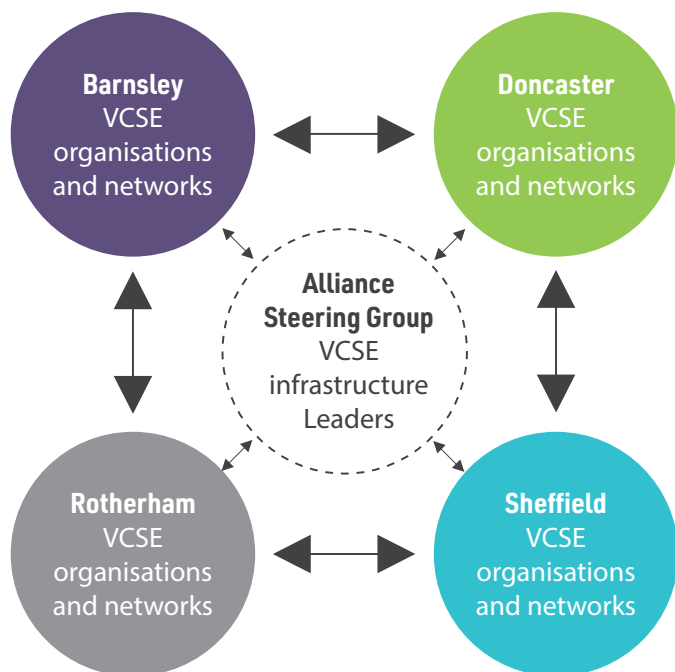 Barnsley
VCSE
organisations
and networks
Doncaster
VCSE
organisations
and networks
Alliance
Steering Group
VCSE
infrastructure
Leaders
Rotherham
VCSE
organisations
and networks
Sheffield
VCSE
organisations
and networks